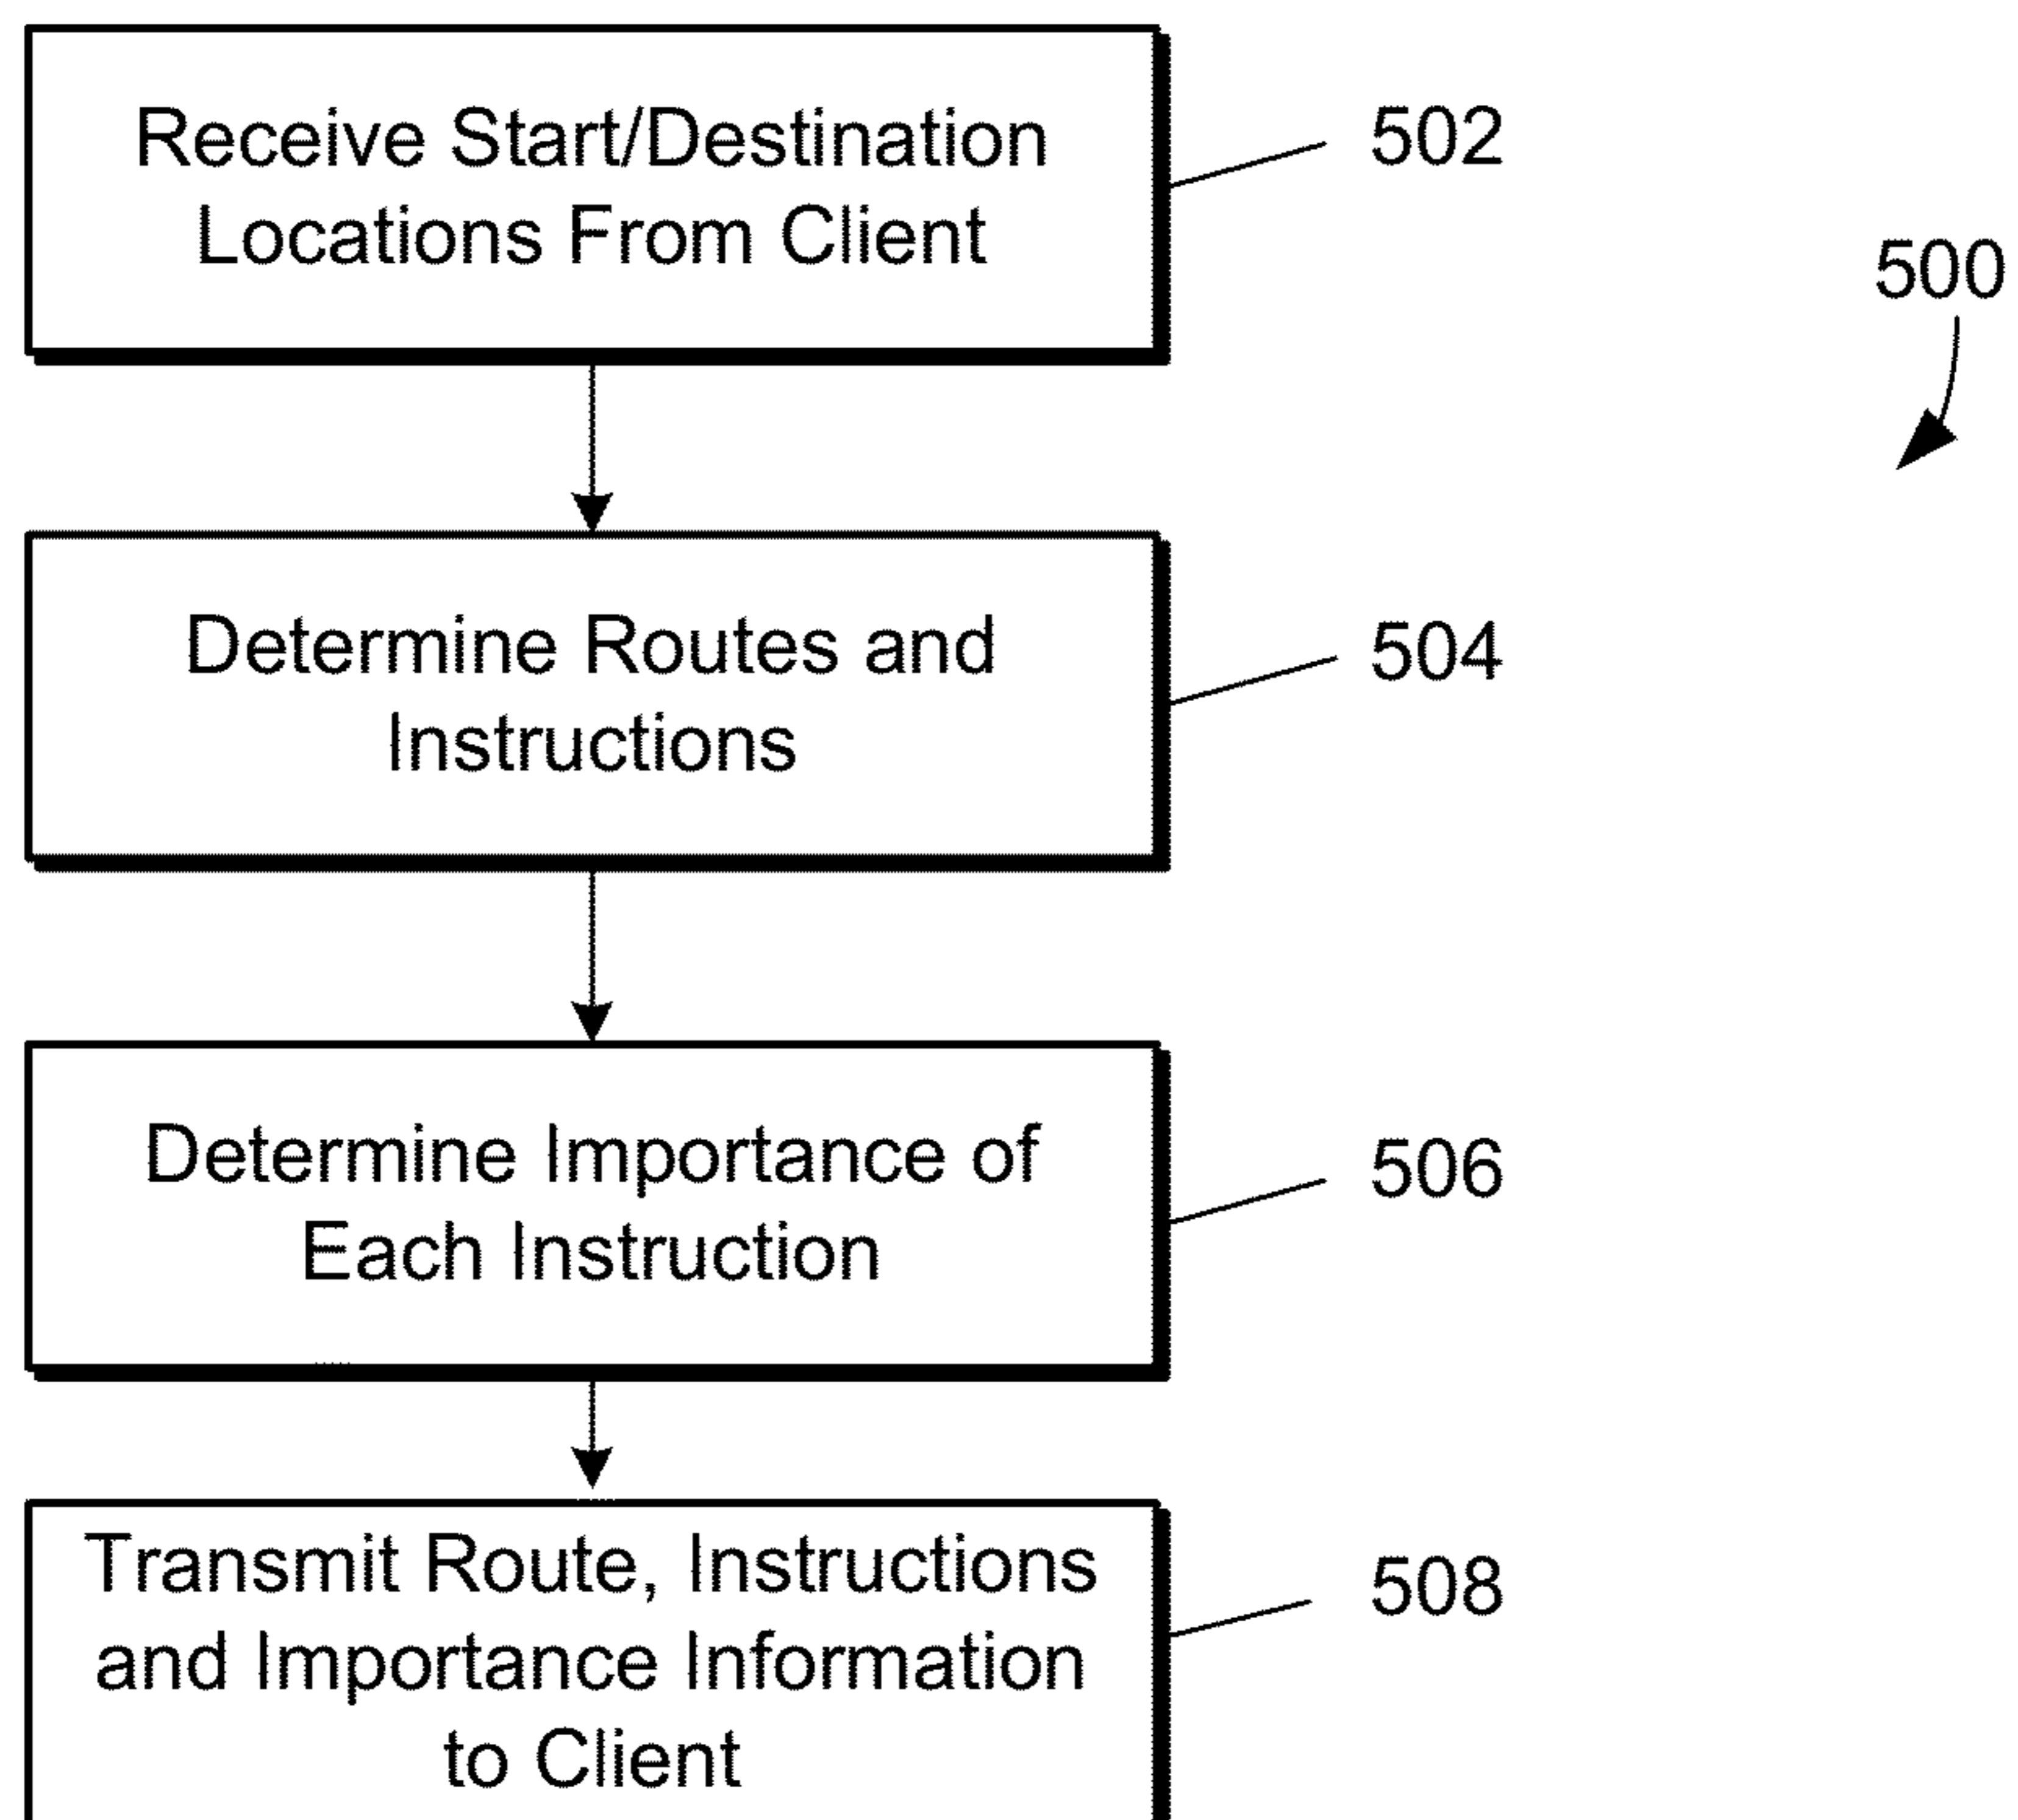 Receive Start/Destination
Locations From Client
502
500
Determine Routes and
Instructions
504
Determine Importance of
Each Instruction
506
Transmit Route, Instructions
and Importance Information
to Client
508